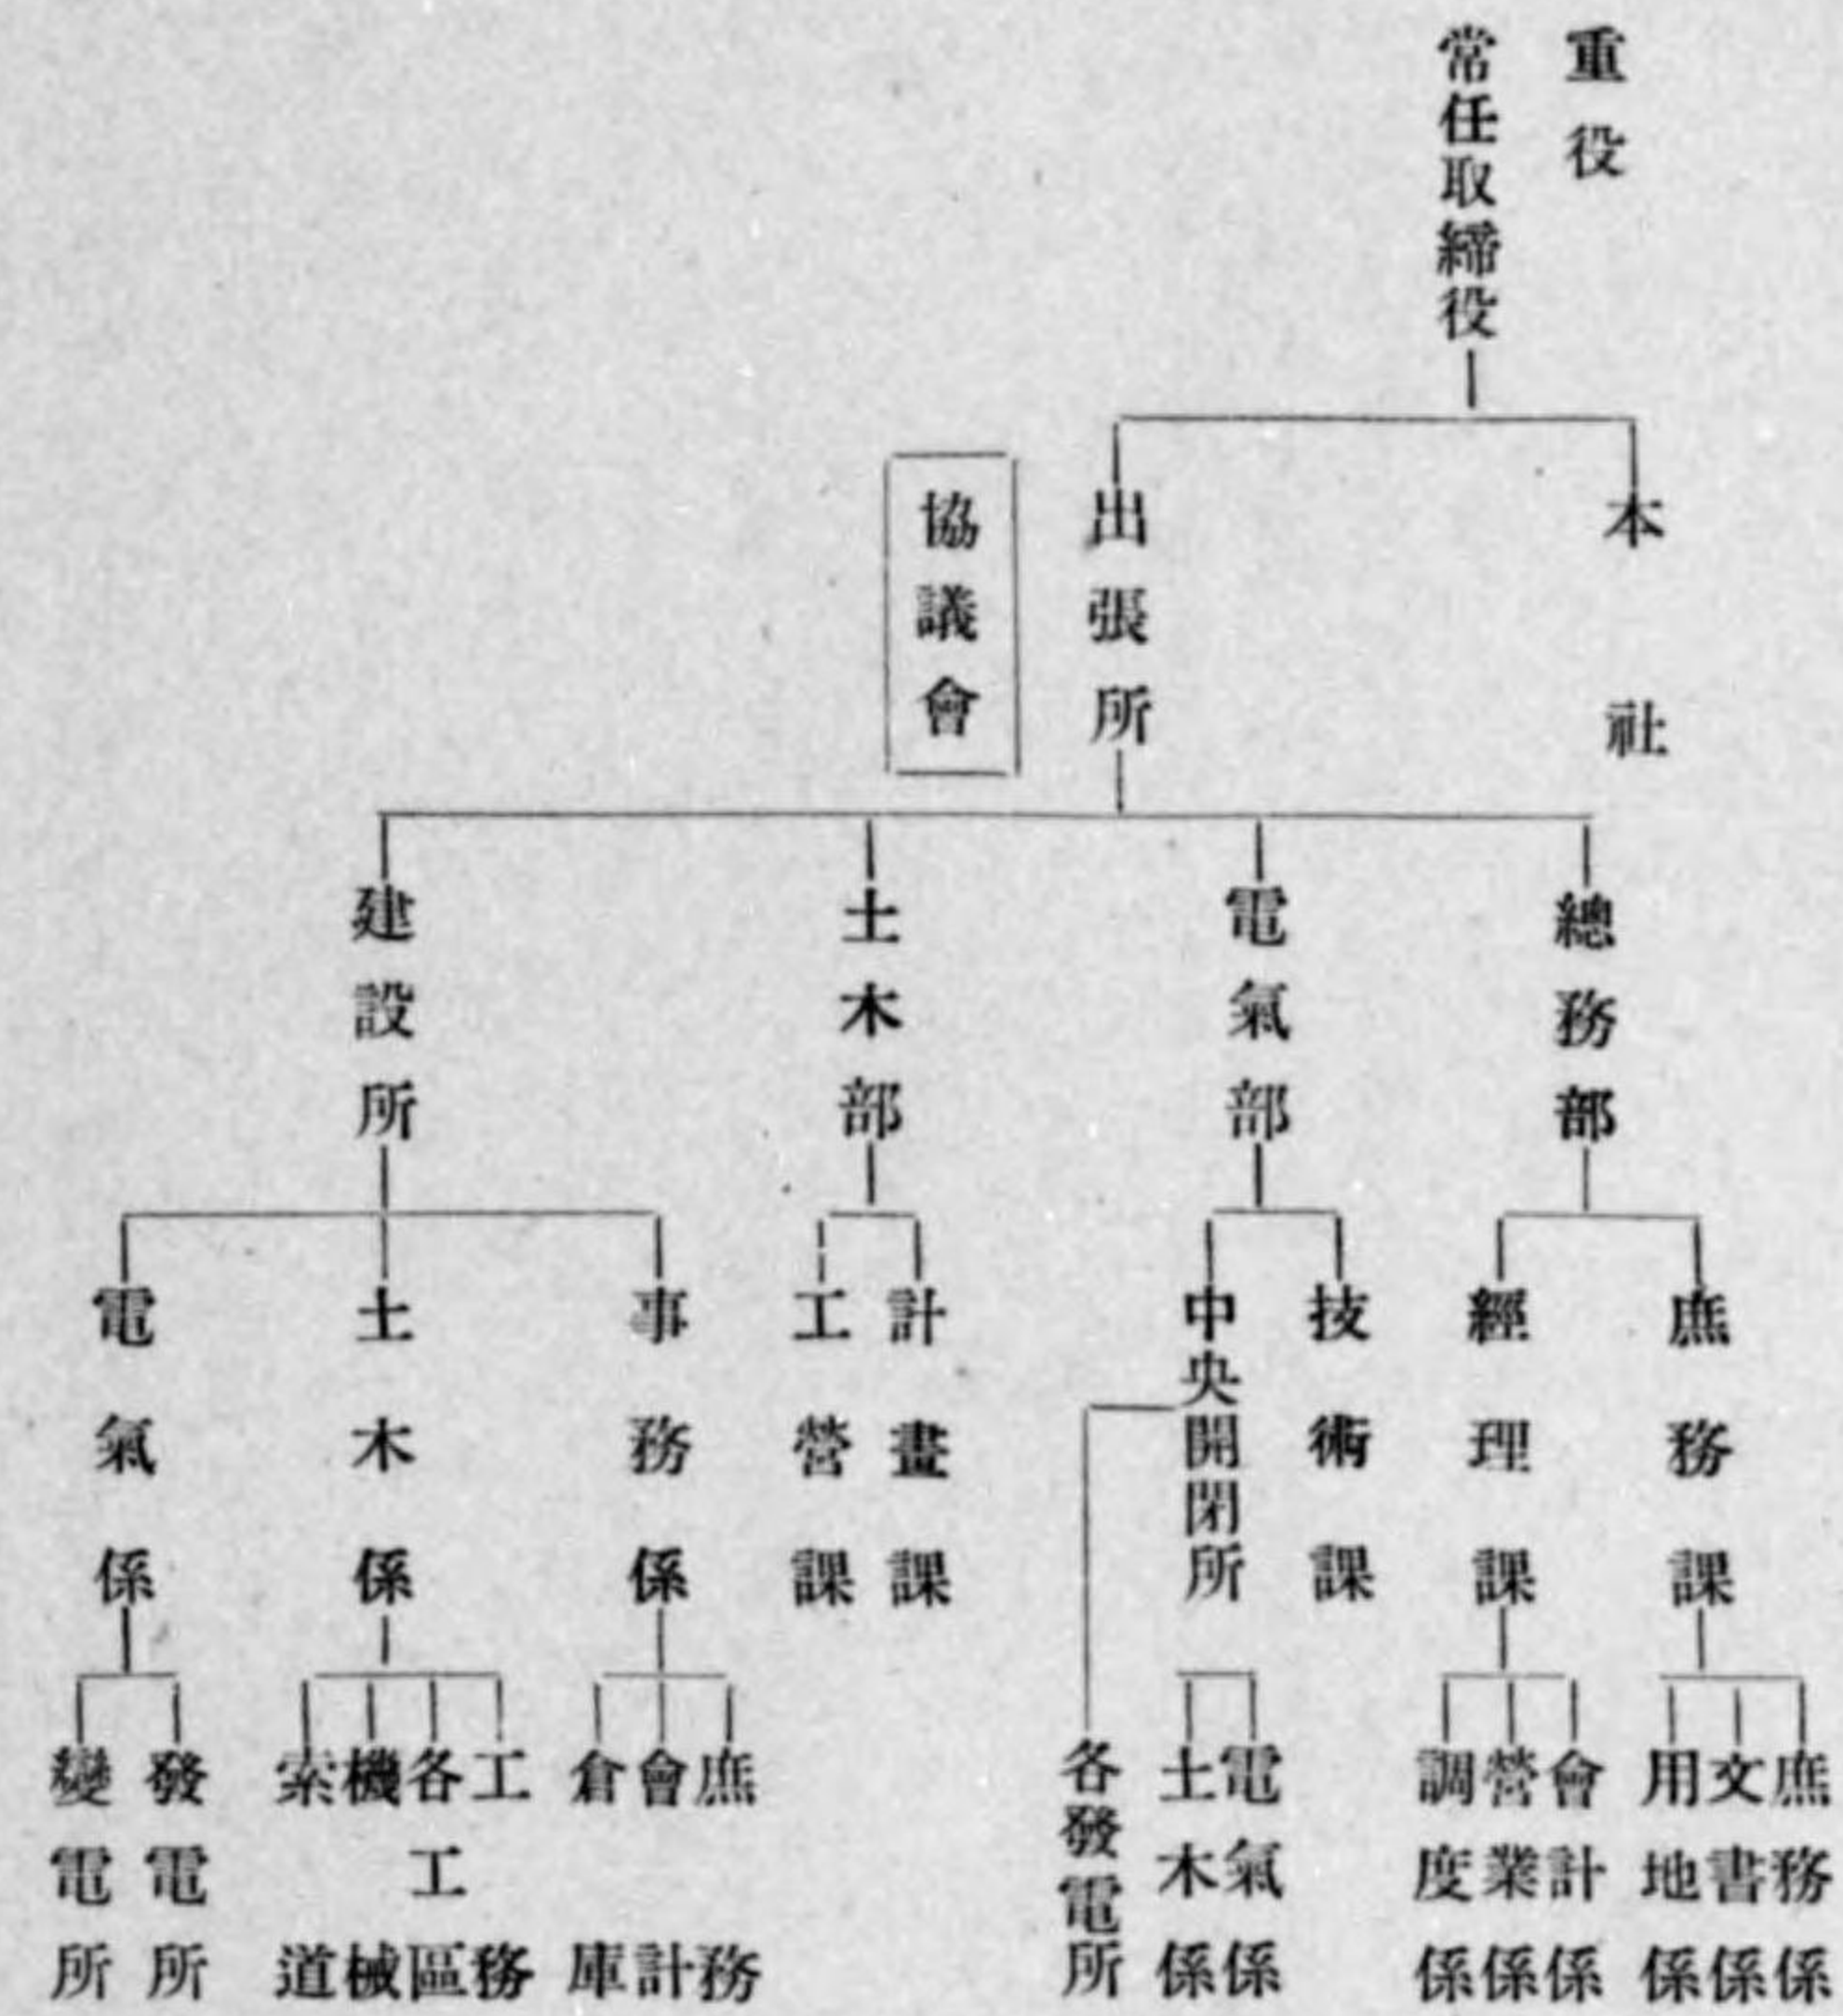 重役
常任取締役
本社
出張所
協議會
總務部
電氣部
土木部
建設所
庶務課
經理課
技術課
中央開閉所
計畫課
工營課
事務係
土木係
電氣係
庶務係
文書係
用地係
會計係
營業係
調度係
電氣係
土木係
各發電所
庶務
會計
倉庫
工務
各工區
機械
索道
發電所
變電所